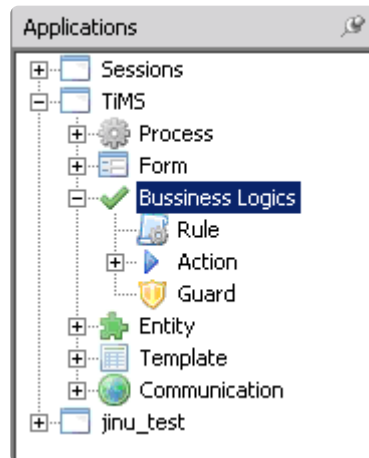 Applications
Sessions
TiMS
Process
Form
Bussiness Logics
Rule
Action
Guard
Entity
Template
Communication
jinu_test